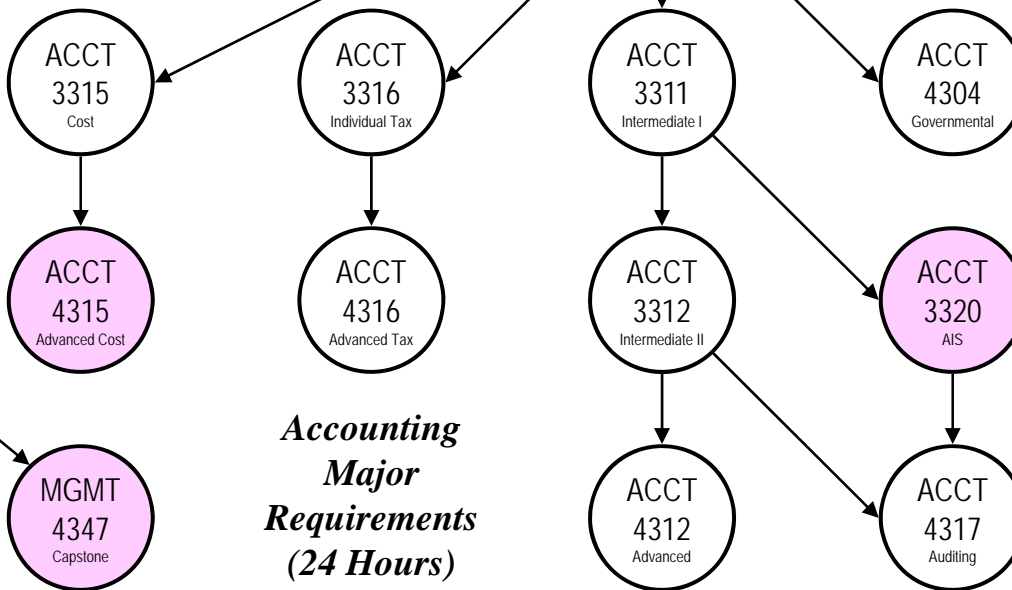 ACCT
3315
Cost
ACCT
3316
Individual Tax
ACCT
3311
Intermediate I
ACCT
4304
Governmental
ACCT
4315
Advanced Cost
ACCT
4316
Advanced Tax
ACCT
3312
Intermediate II
ACCT
3320
AIS
MGMT
4347
Capstone
Accounting
Major
Requirements
(24 Hours)
ACCT
4312
Advanced
ACCT
4317
Auditing